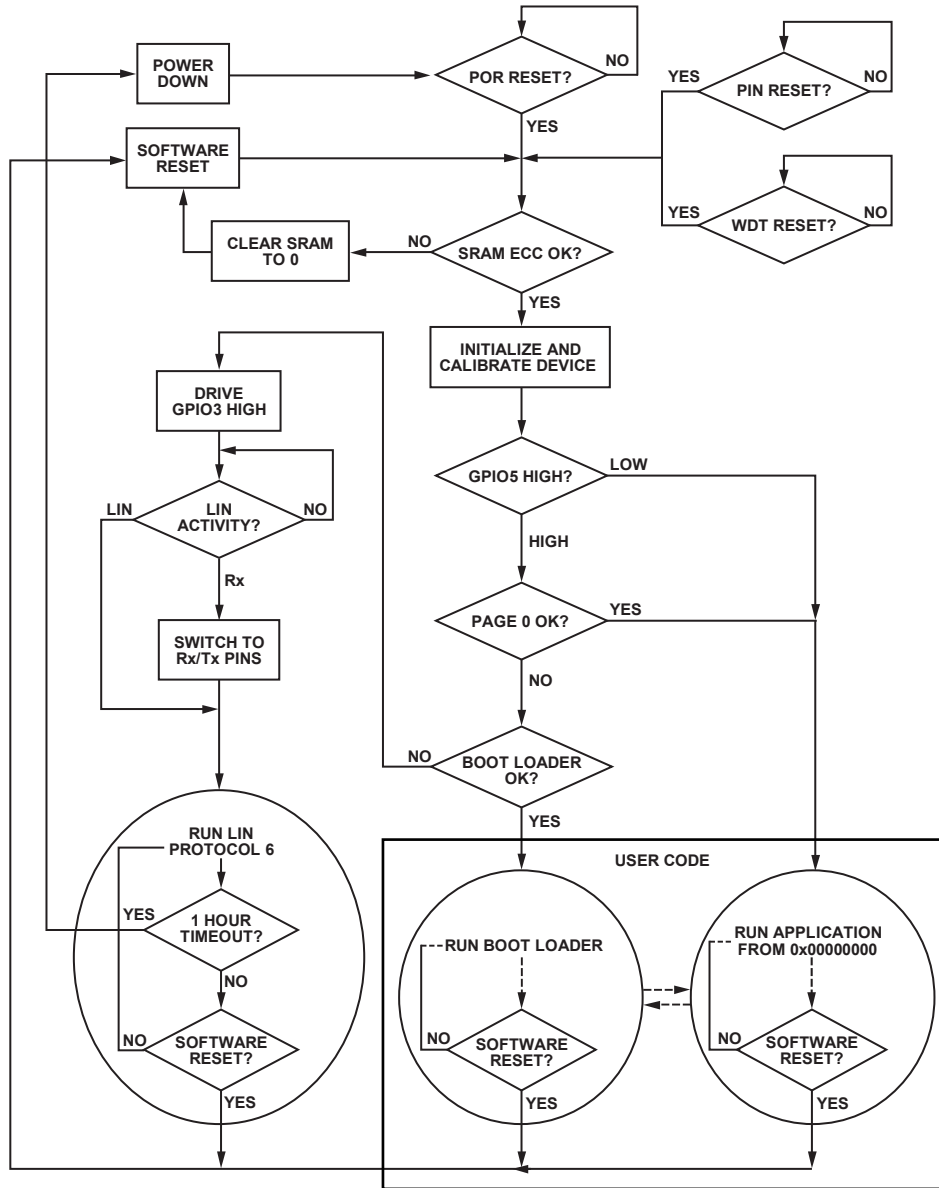 POWER
DOWN
POR RESET?
NO
YES
YES
PIN RESET?
NO
SOFTWARE
RESET
YES
WDT RESET?
NO
CLEAR SRAM
TO 0
NO
SRAM ECC OK?
YES
INITIALIZE AND
CALIBRATE DEVICE
DRIVE
GPIO3 HIGH
GPIO5 HIGH?
LOW
HIGH
LIN
LIN
ACTIVITY?
NO
Rx
PAGE 0 OK?
YES
NO
SWITCH TO
Rx/Tx PINS
NO
BOOT LOADER
OK?
YES
RUN LIN
PROTOCOL 6
YES
1 HOUR
TIMEOUT?
NO
NO
SOFTWARE
RESET?
YES
USER CODE
RUN BOOT LOADER
NO
SOFTWARE
RESET?
YES
RUN APPLICATION
FROM 0x00000000
NO
SOFTWARE
RESET?
YES